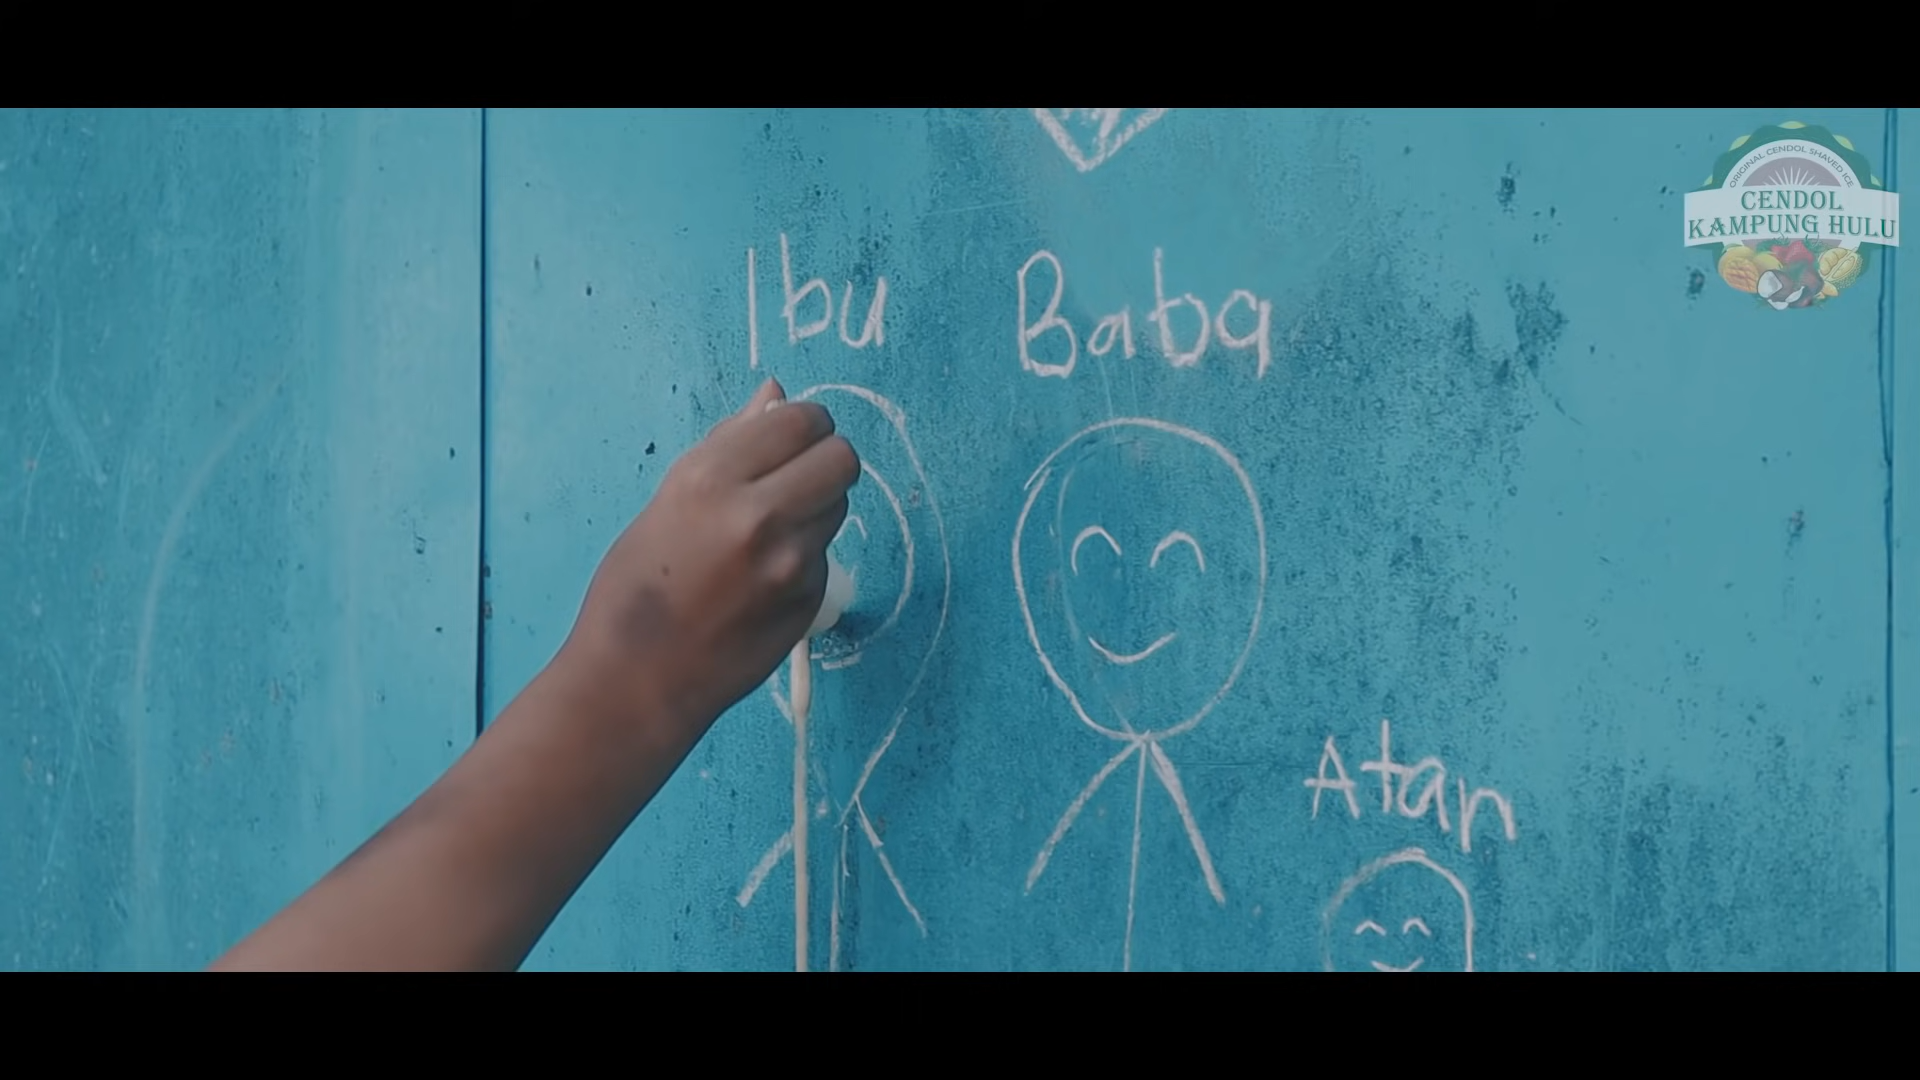 ORIGINAL CENDOL SHAVED ICE
CENDOL
KAMPUNG HULU
Ibu Baba
Atan